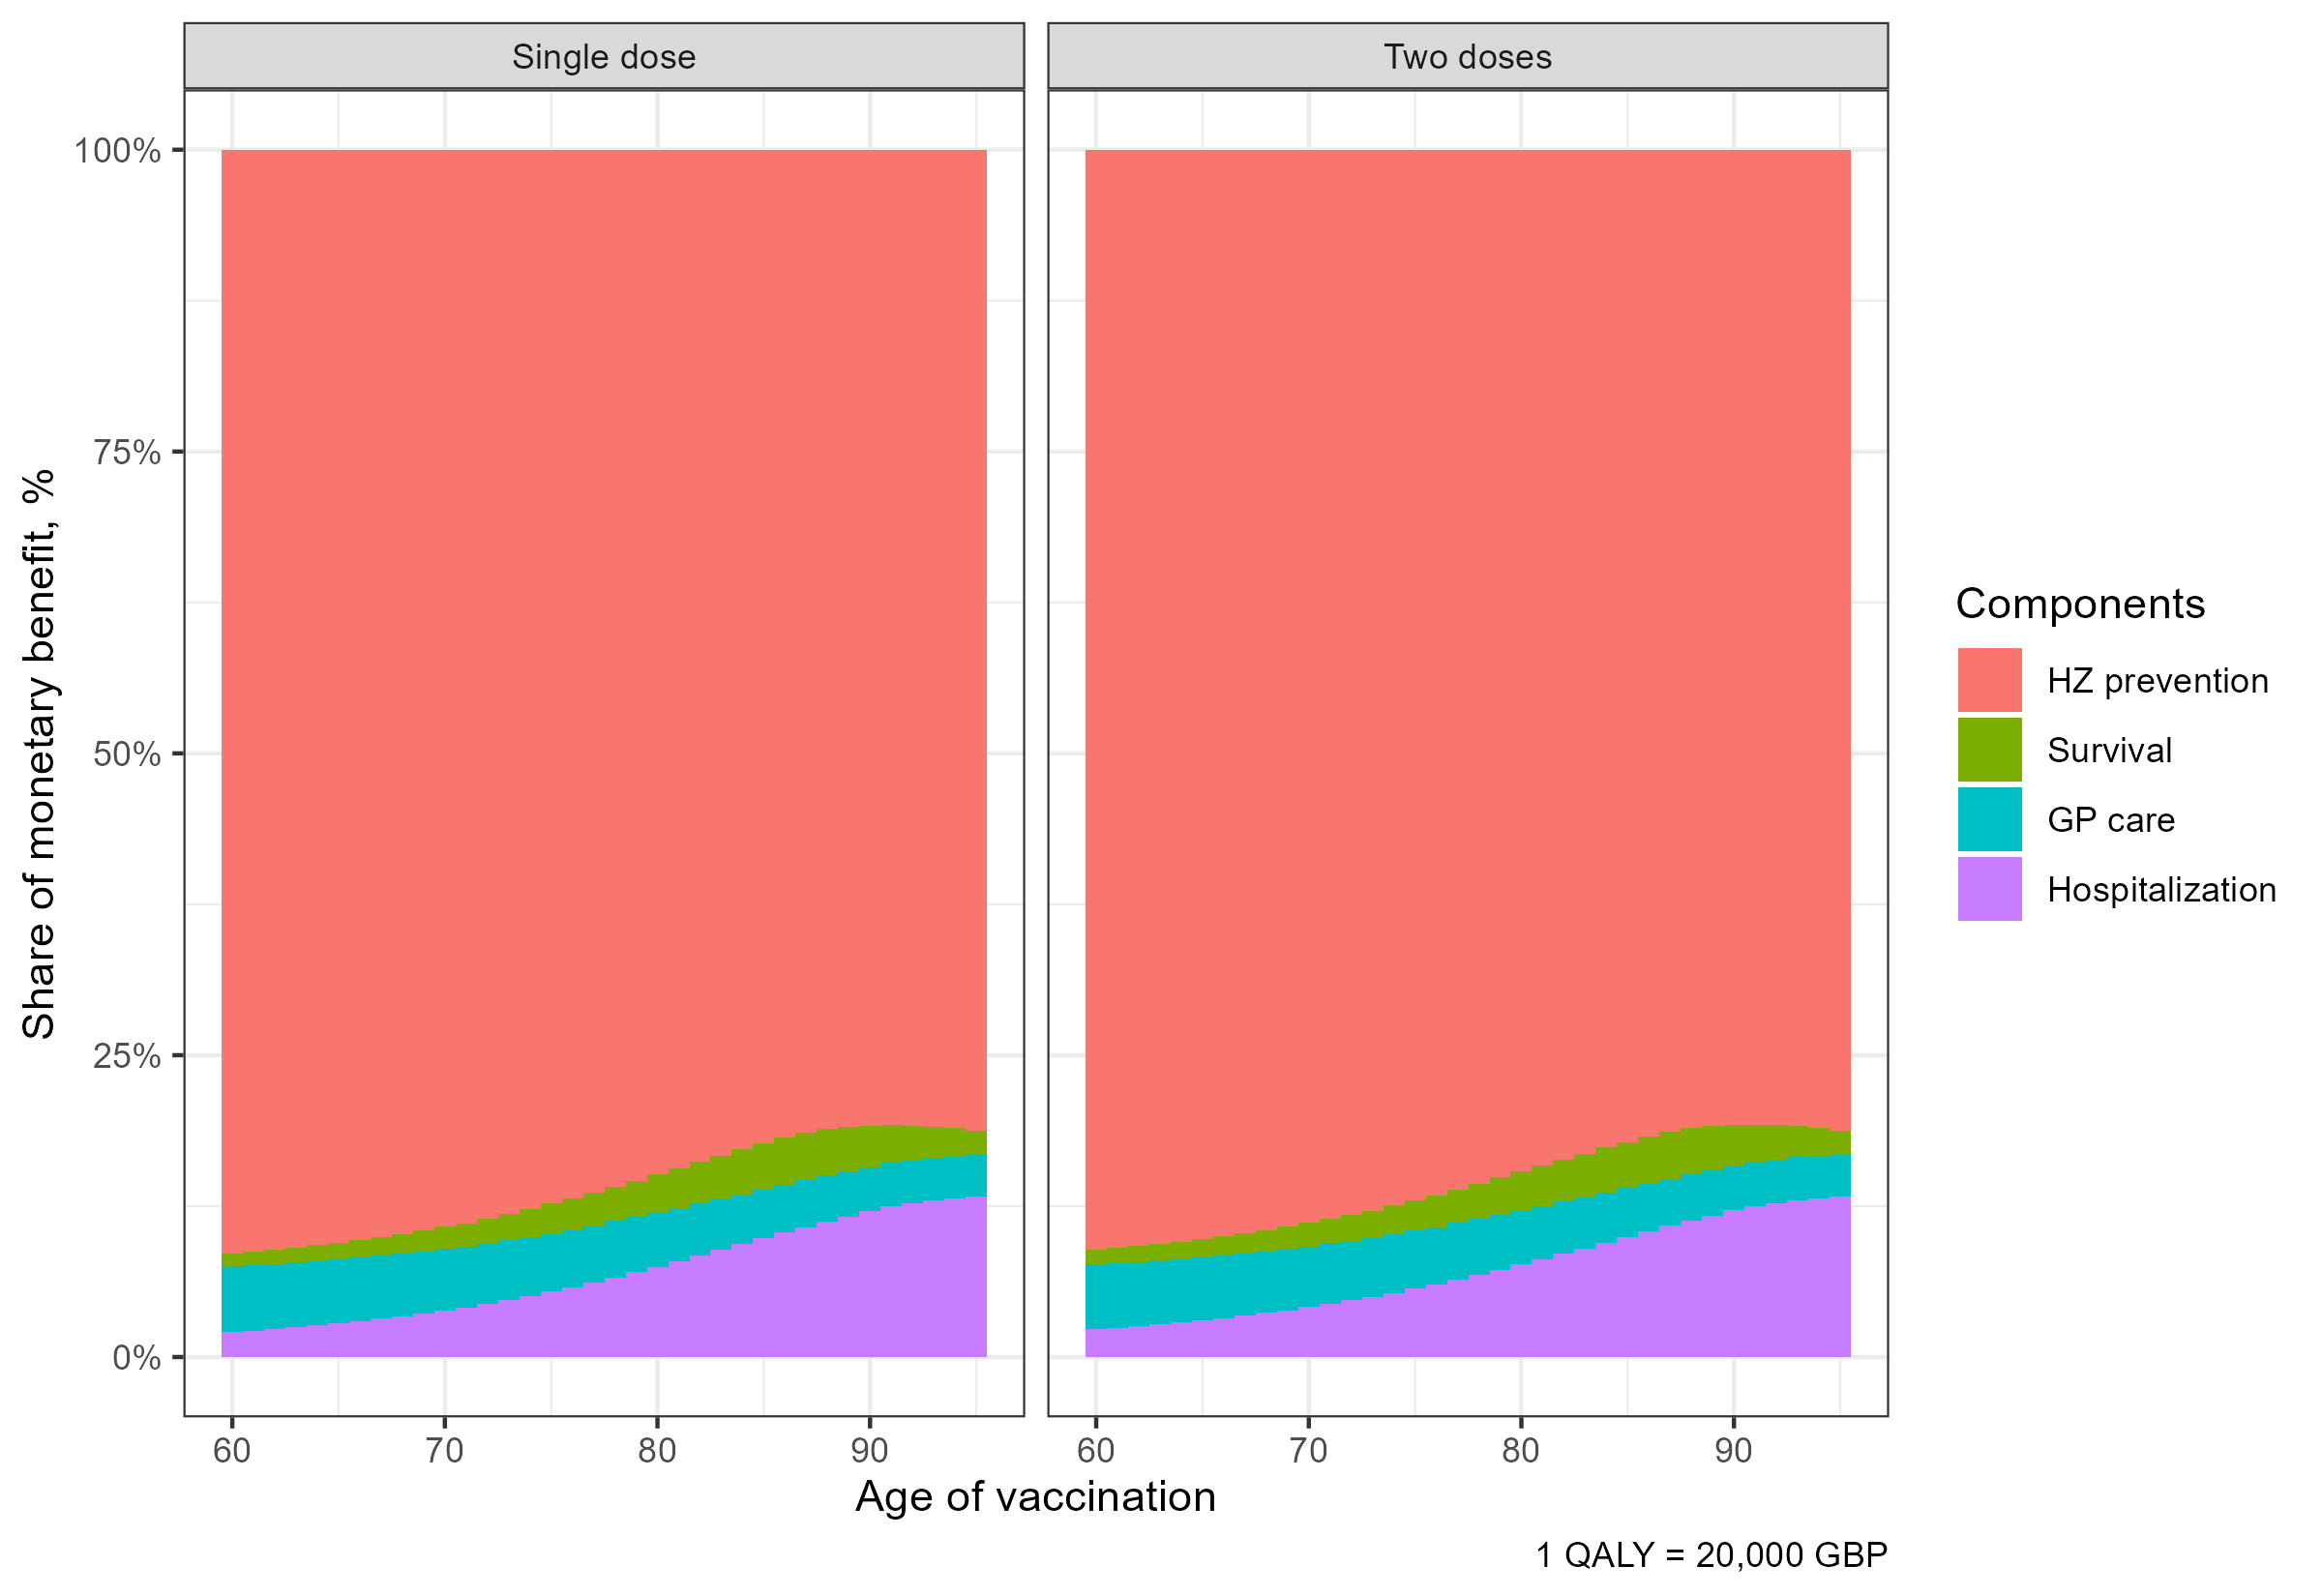 Single dose
Two doses
Share of monetary benefit, %
100%
75%
50%
25%
0%
60 70 80 90
60 70 80 90
Age of vaccination
1 QALY = 20,000 GBP
Components
HZ prevention
Survival
GP care
Hospitalization